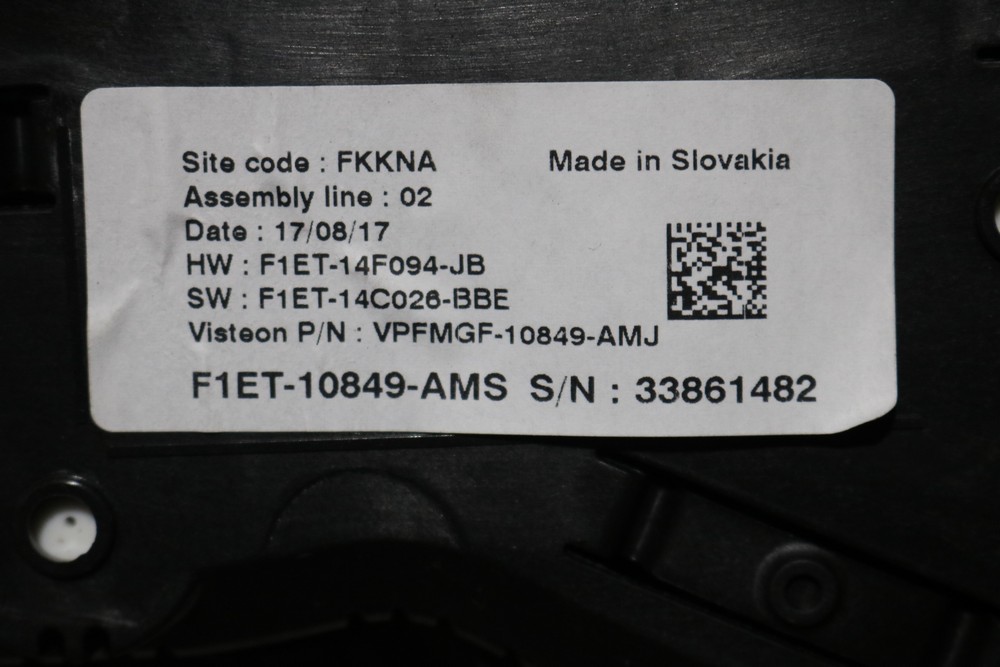 Site code : FKKNA
Made in Slovakia
Assembly line : 02
Date : 17/08/17
HW : F1ET-14F094-JB
SW : F1ET-14C026-BBE
Visteon P/N : VPFMGF-10849-AMJ
F1ET-10849-AMS S/N : 33861482